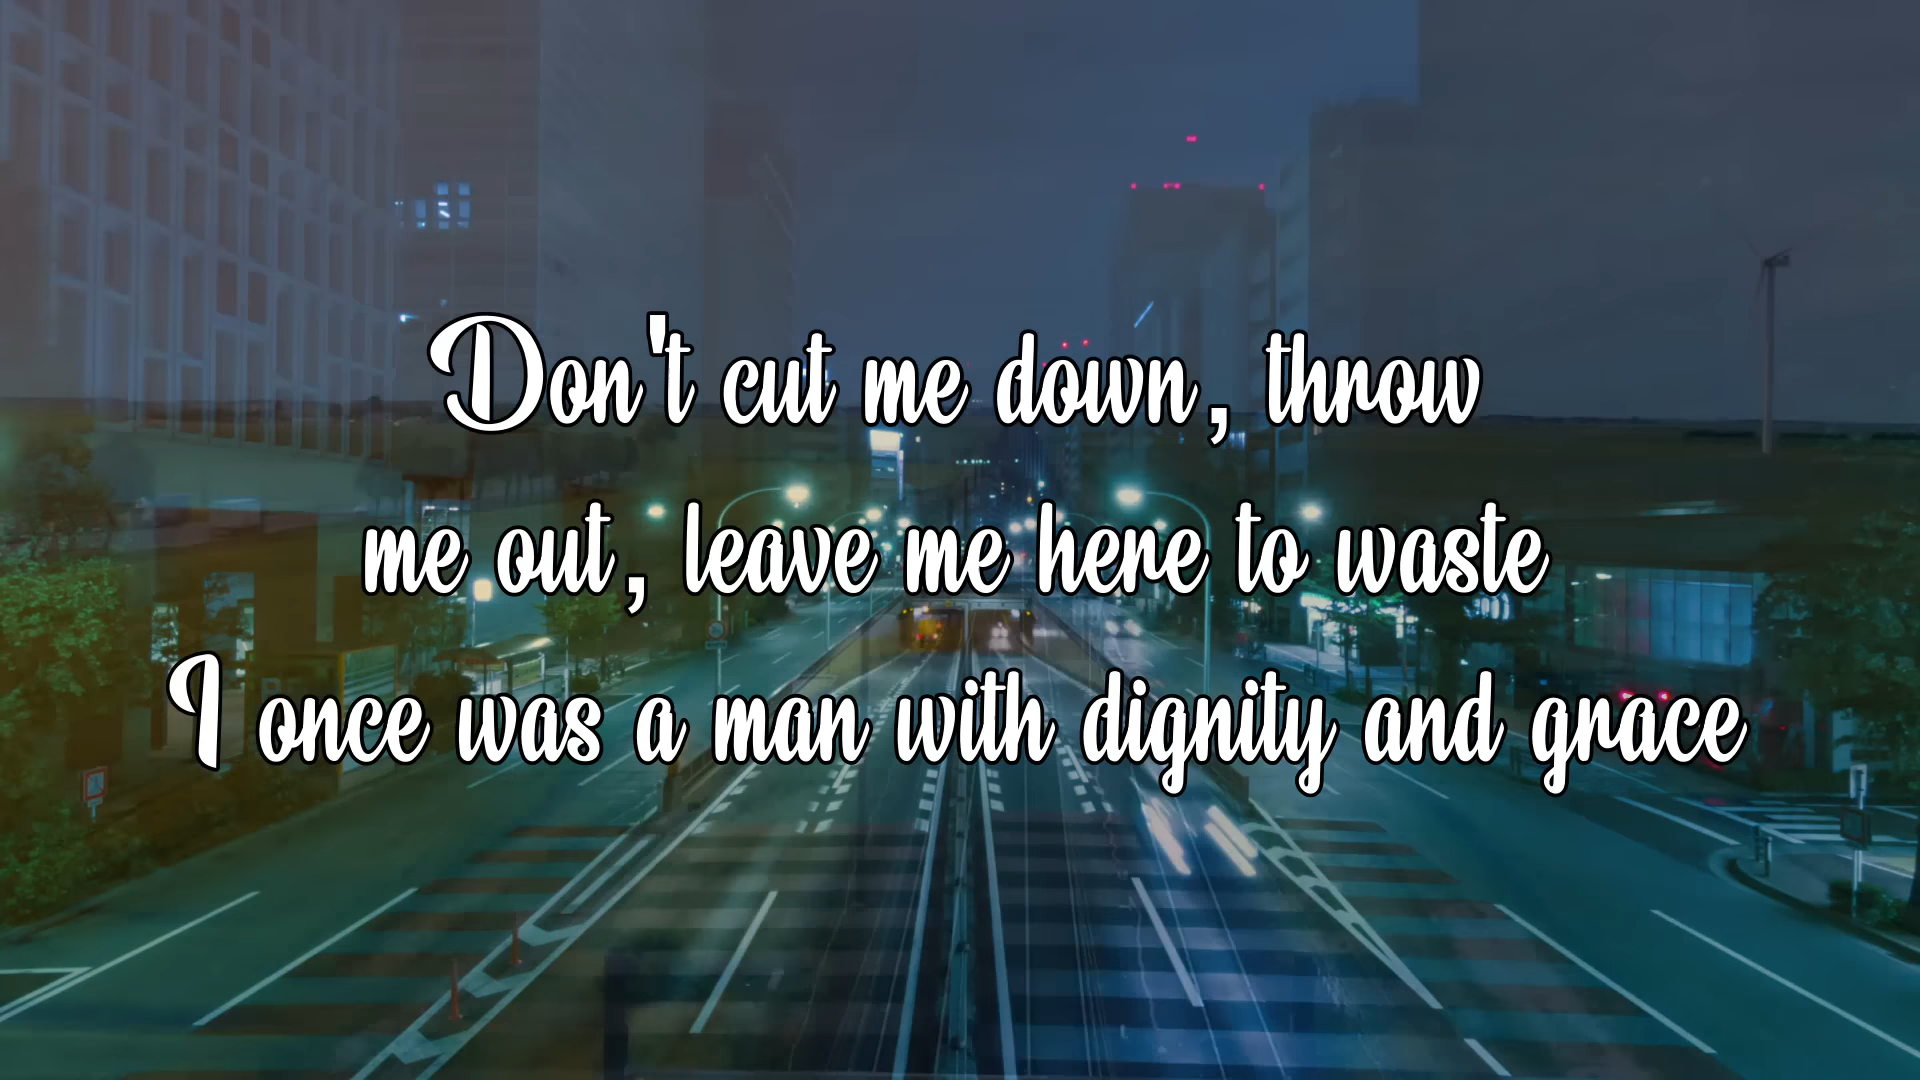 Don't cut me down, throw
me out, leave me here to waste
I once was a man with dignity and grace